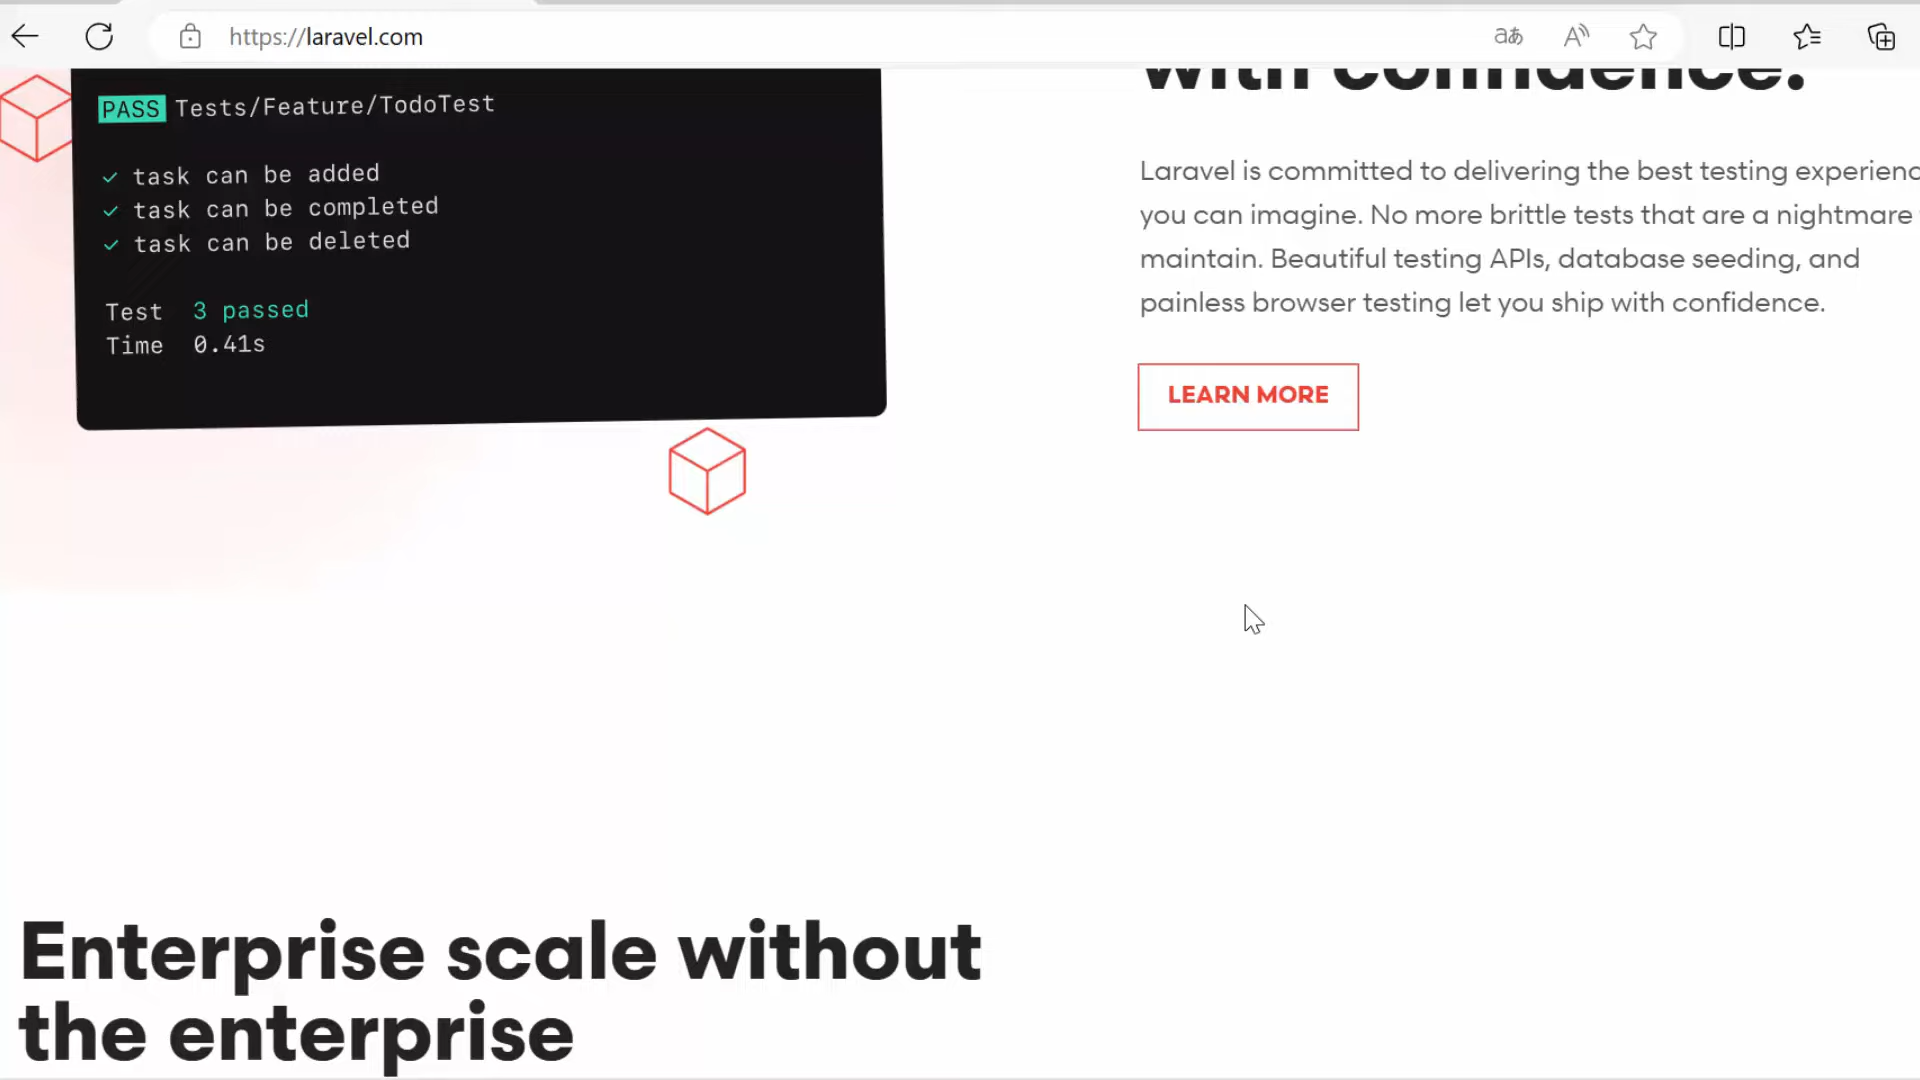 https://laravel.com
with confidence.
PASS Tests/Feature/TodoTest
✓ task can be added
✓ task can be completed
✓ task can be deleted
Test 3 passed
Time 0.41s
Laravel is committed to delivering the best testing experienc
you can imagine. No more brittle tests that are a nightmare
maintain. Beautiful testing APIs, database seeding, and
painless browser testing let you ship with confidence.
LEARN MORE
Enterprise scale without
the enterprise